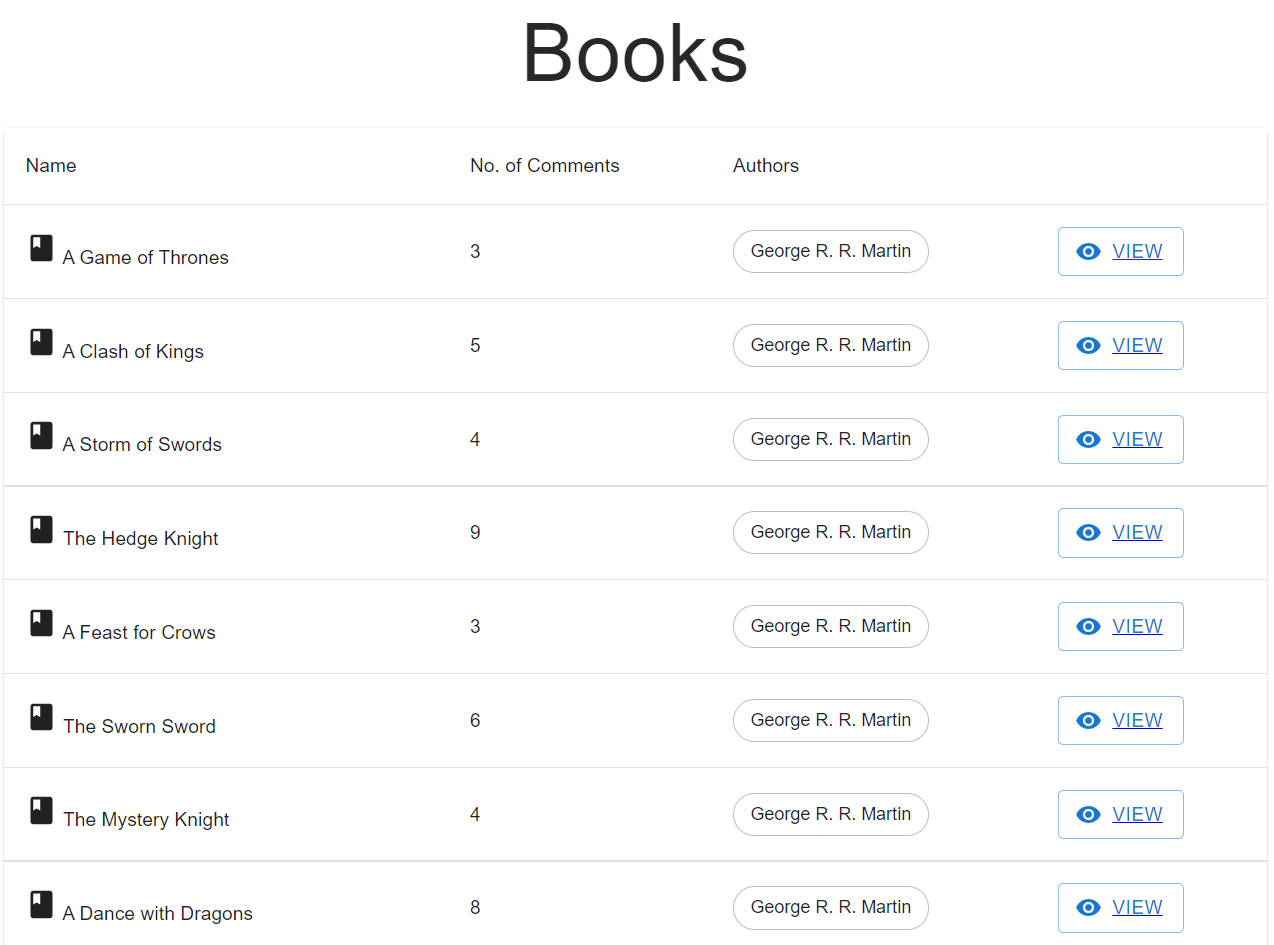 Books
Name No. of Comments Authors
A Game of Thrones 3 George R. R. Martin VIEW
A Clash of Kings 5 George R. R. Martin VIEW
A Storm of Swords 4 George R. R. Martin VIEW
The Hedge Knight 9 George R. R. Martin VIEW
A Feast for Crows 3 George R. R. Martin VIEW
The Sworn Sword 6 George R. R. Martin VIEW
The Mystery Knight 4 George R. R. Martin VIEW
A Dance with Dragons 8 George R. R. Martin VIEW